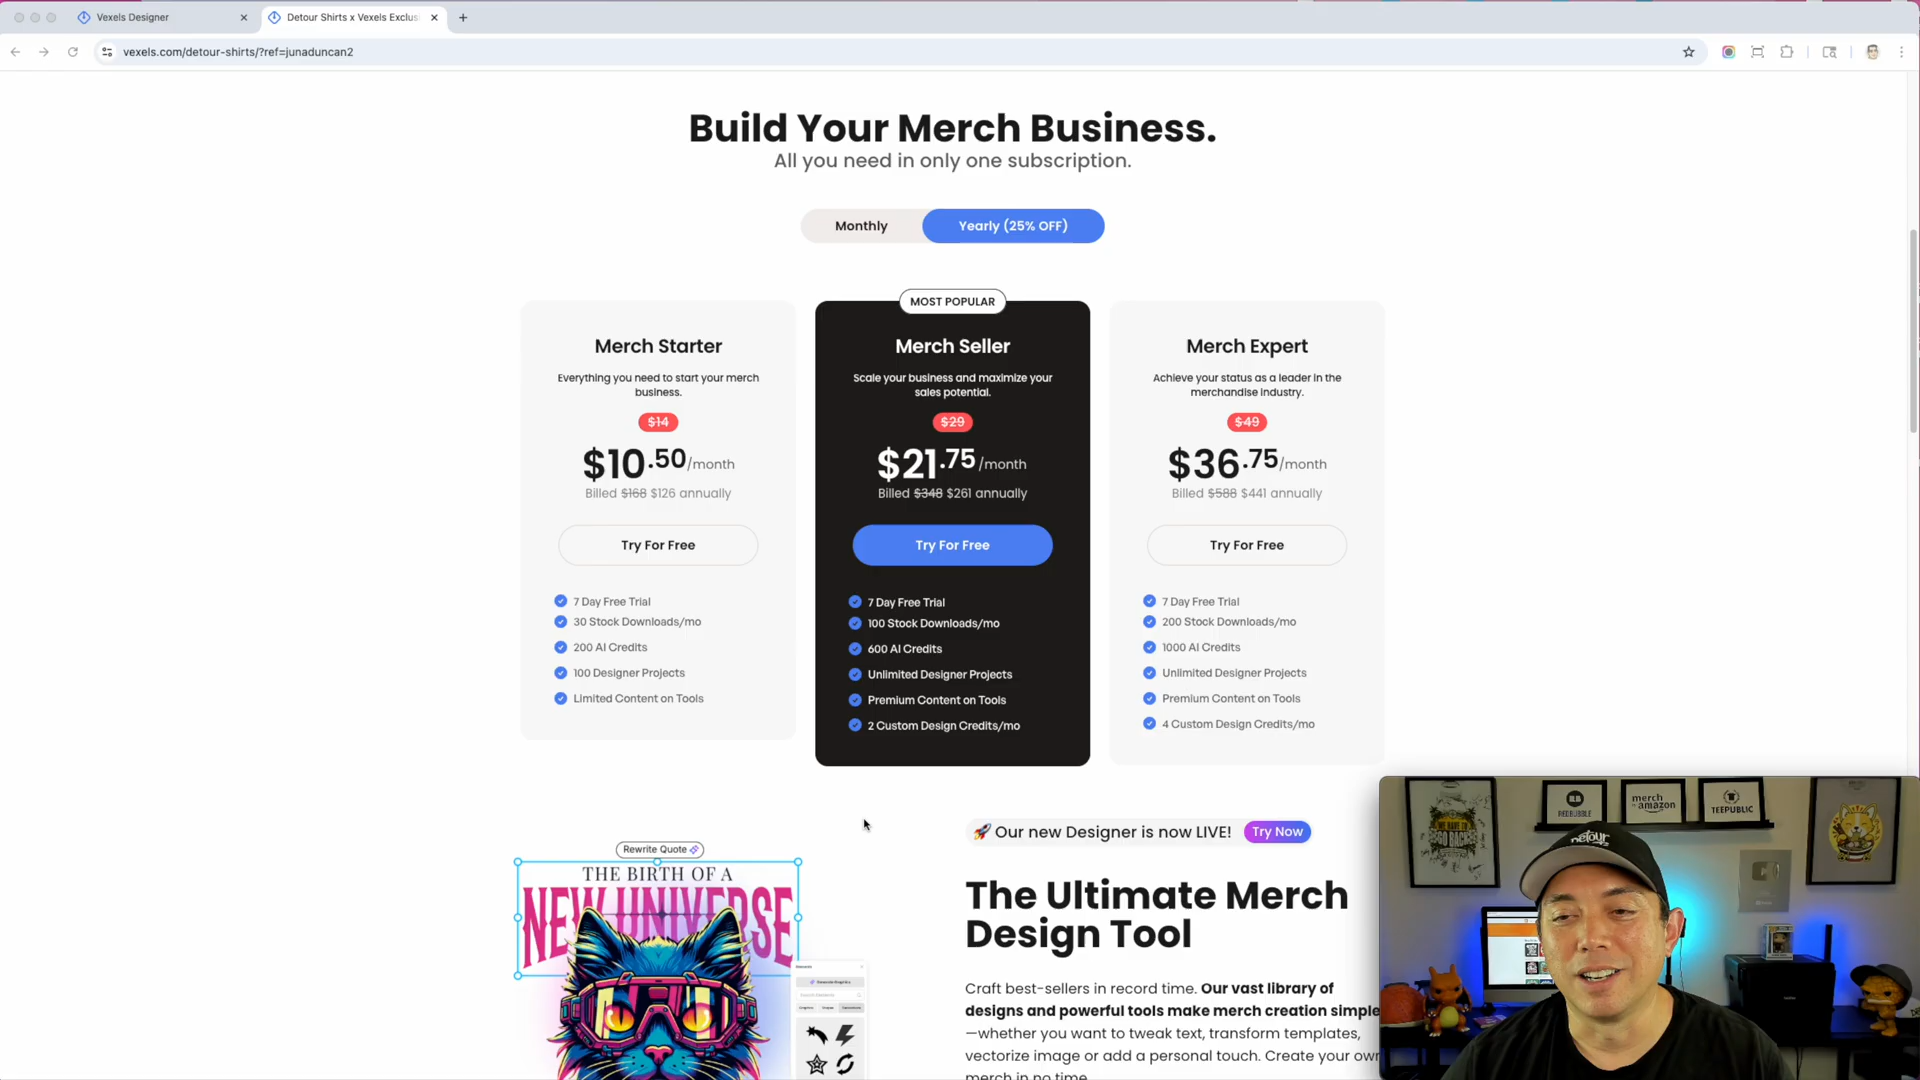 Vexels Designer
Detour Shirts x Vexels Exclus
vexels.com/detour-shirts/?ref=junaduncan2
Build Your Merch Business.
All you need in only one subscription.
Monthly
Yearly (25% OFF)
MOST POPULAR
Merch Starter
Everything you need to start your merch
business.
$14
$10.50/month
Billed $168 $126 annually
Try For Free
7 Day Free Trial
30 Stock Downloads/mo
200 AI Credits
100 Designer Projects
Limited Content on Tools
Merch Seller
Scale your business and maximize your
sales potential.
$29
$21.75/month
Billed $348 $261 annually
Try For Free
7 Day Free Trial
100 Stock Downloads/mo
600 AI Credits
Unlimited Designer Projects
Premium Content on Tools
2 Custom Design Credits/mo
Merch Expert
Achieve your status as a leader in the
merchandise industry.
$49
$36.75/month
Billed $588 $441 annually
Try For Free
7 Day Free Trial
200 Stock Downloads/mo
1000 AI Credits
Unlimited Designer Projects
Premium Content on Tools
4 Custom Design Credits/mo
Rewrite Quote
THE BIRTH OF A
NEW UNIVERSE
🚀 Our new Designer is now LIVE! Try Now
The Ultimate Merch
Design Tool
Craft best-sellers in record time. Our vast library of
designs and powerful tools make merch creation simple
—whether you want to tweak text, transform templates,
vectorize image or add a personal touch. Create your own
merch in no time.
REDBUBBLE
merch
by amazon
TEEPUBLIC
detour